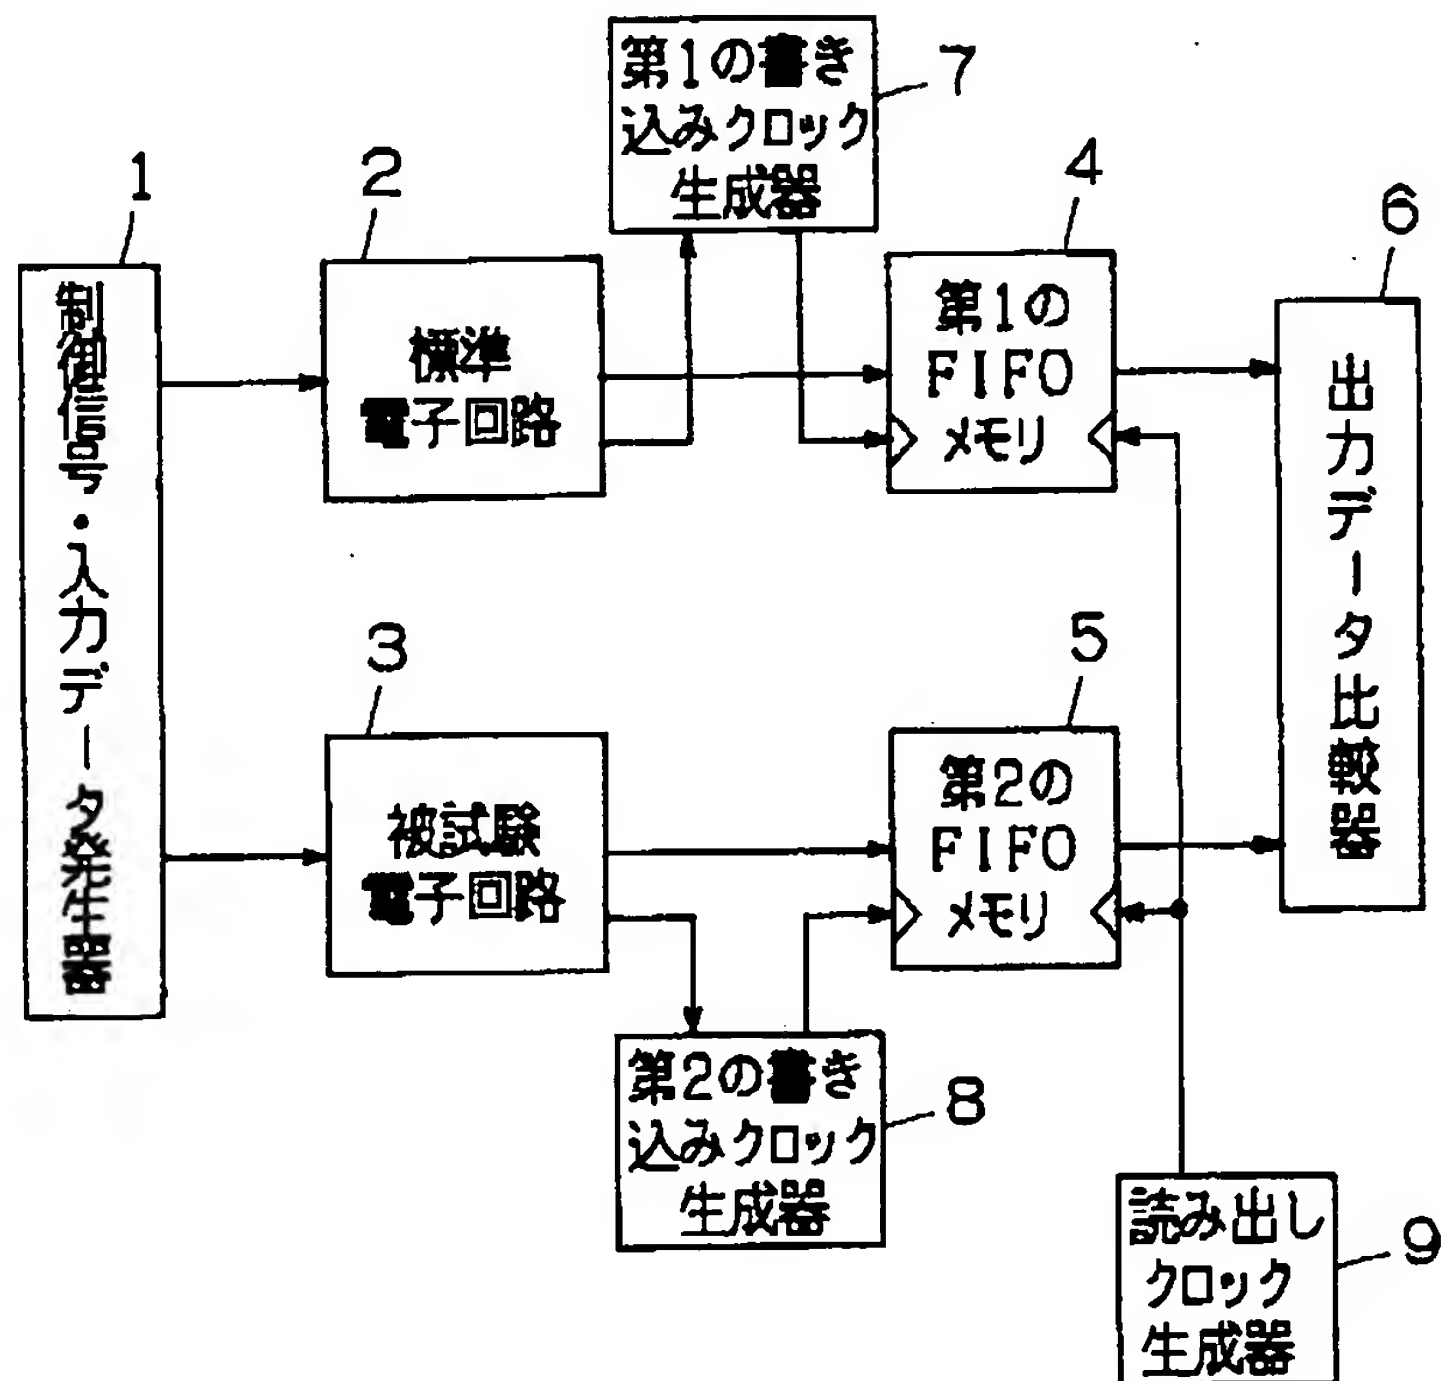 第1の書き
込みクロック
生成器
7
1
制御信号・入力データ発生器
2
標準
電子回路
4
第1の
FIFO
メモリ
6
出力データ比較器
3
被試験
電子回路
5
第2の
FIFO
メモリ
第2の書き
込みクロック
生成器
8
読み出し
クロック
生成器
9